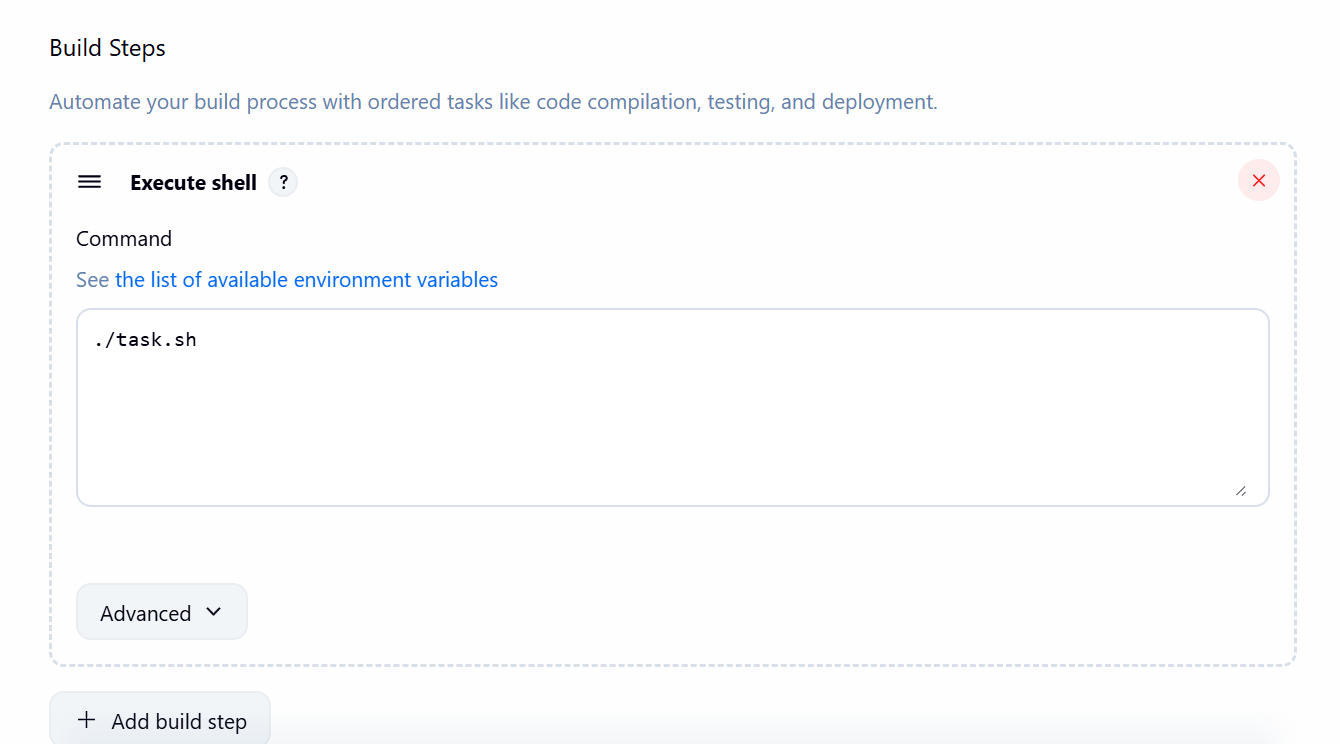 Build Steps
Automate your build process with ordered tasks like code compilation, testing, and deployment.
Execute shell ?
Command
See the list of available environment variables
./task.sh
Advanced
Add build step